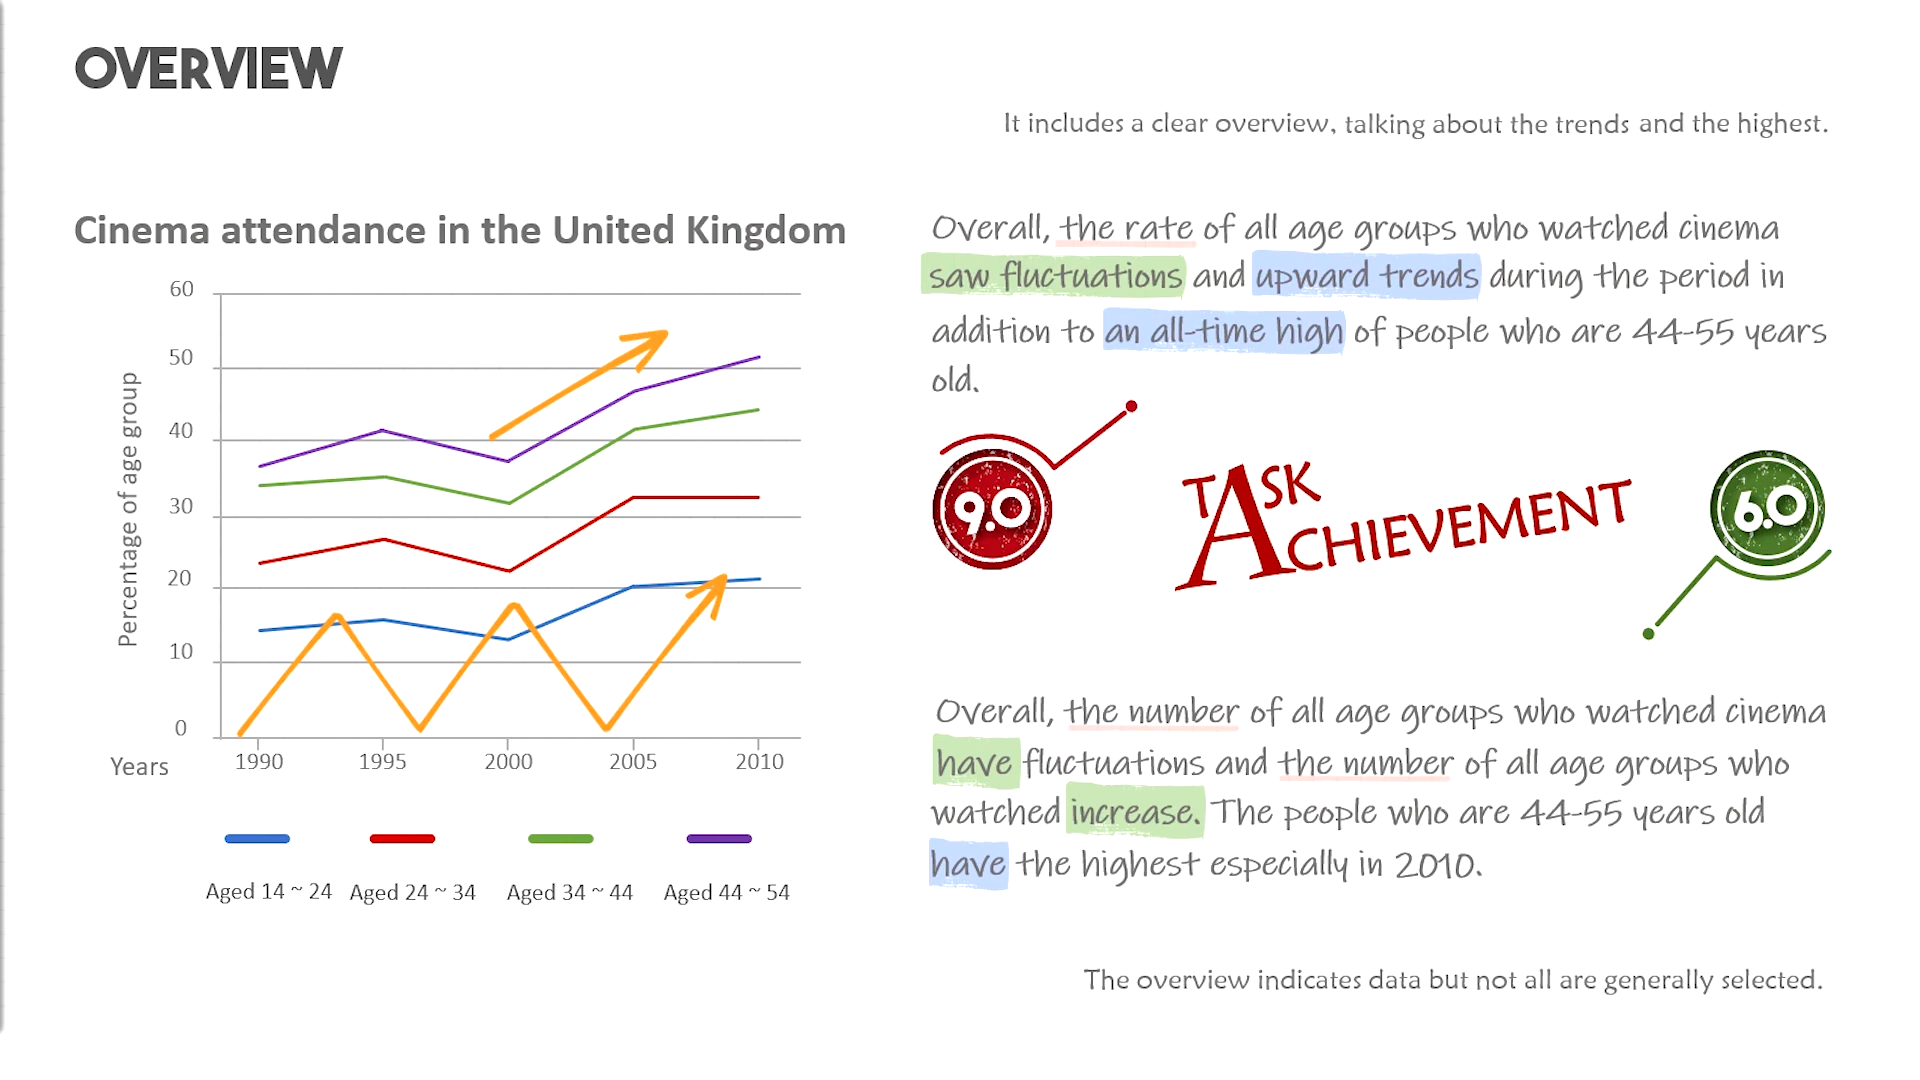 OVERVIEW
It includes a clear overview, talking about the trends and the highest.
Cinema attendance in the United Kingdom
60
50
40
30
20
10
0
Percentage of age group
Years
1990 1995 2000 2005 2010
Aged 14 ~ 24 Aged 24 ~ 34 Aged 34 ~ 44 Aged 44 ~ 54
Overall, the rate of all age groups who watched cinema
saw fluctuations and upward trends during the period in
addition to an all-time high of people who are 44-55 years
old.
9.0
TASK
ACHIEVEMENT
6.0
Overall, the number of all age groups who watched cinema
have fluctuations and the number of all age groups who
watched increase. The people who are 44-55 years old
have the highest especially in 2010.
The overview indicates data but not all are generally selected.